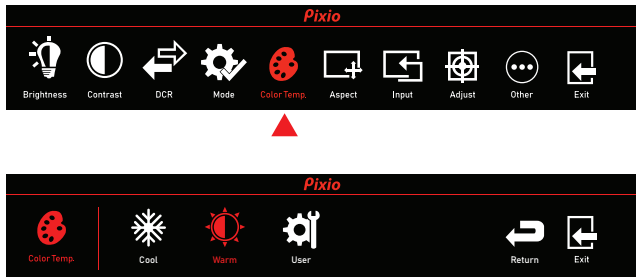 Pixio
Brightness Contrast DCR Mode Color Temp. Aspect Input Adjust Other Exit
Pixio
Color Temp. Cool Warm User Return Exit